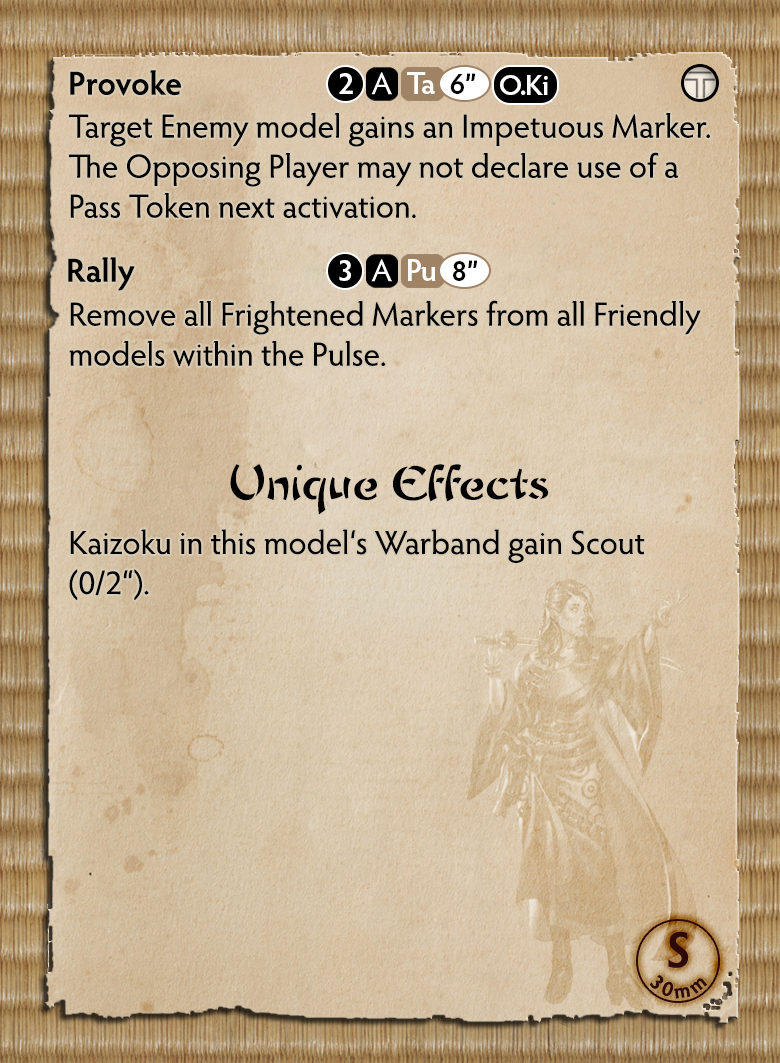 Provoke 2 A Ta 6" O.Ki T
Target Enemy model gains an Impetuous Marker.
The Opposing Player may not declare use of a
Pass Token next activation.
Rally 3 A Pu 8"
Remove all Frightened Markers from all Friendly
models within the Pulse.
Unique Effects
Kaizoku in this model's Warband gain Scout
(0/2").
S
30mm